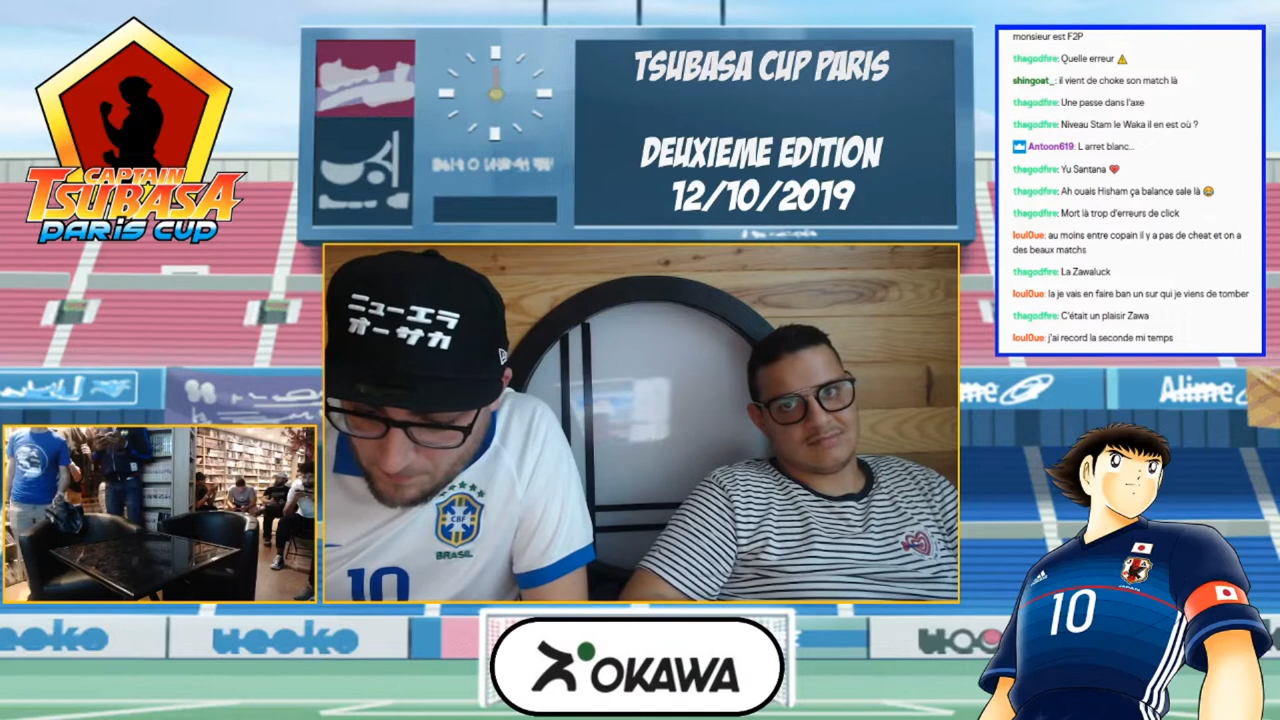 CAPTAIN
TSUBASA
PARIS CUP
TSUBASA CUP PARIS
DEUXIEME EDITION
12/10/2019
monsieur est F2P
thagodfire: Quelle erreur ⚠
shingoat_: il vient de choke son match là
thagodfire: Une passe dans l'axe
thagodfire: Niveau Stam le Waka il en est où ?
Antoon619: L arret blanc...
thagodfire: Yu Santana ❤
thagodfire: Ah ouais Hisham ça balance sale là 😂
thagodfire: Mort là trop d'erreurs de click
loul0ue: au moins entre copain il y a pas de cheat et on a
des beaux matchs
thagodfire: La Zawaluck
loul0ue: la je vais en faire ban un sur qui je viens de tomber
thagodfire: C'était un plaisir Zawa
loul0ue: j'ai record la seconde mi temps
ニューエラ
オーサカ
CBF
BRASIL
10
adidas
JAPAN
10
OKAWA